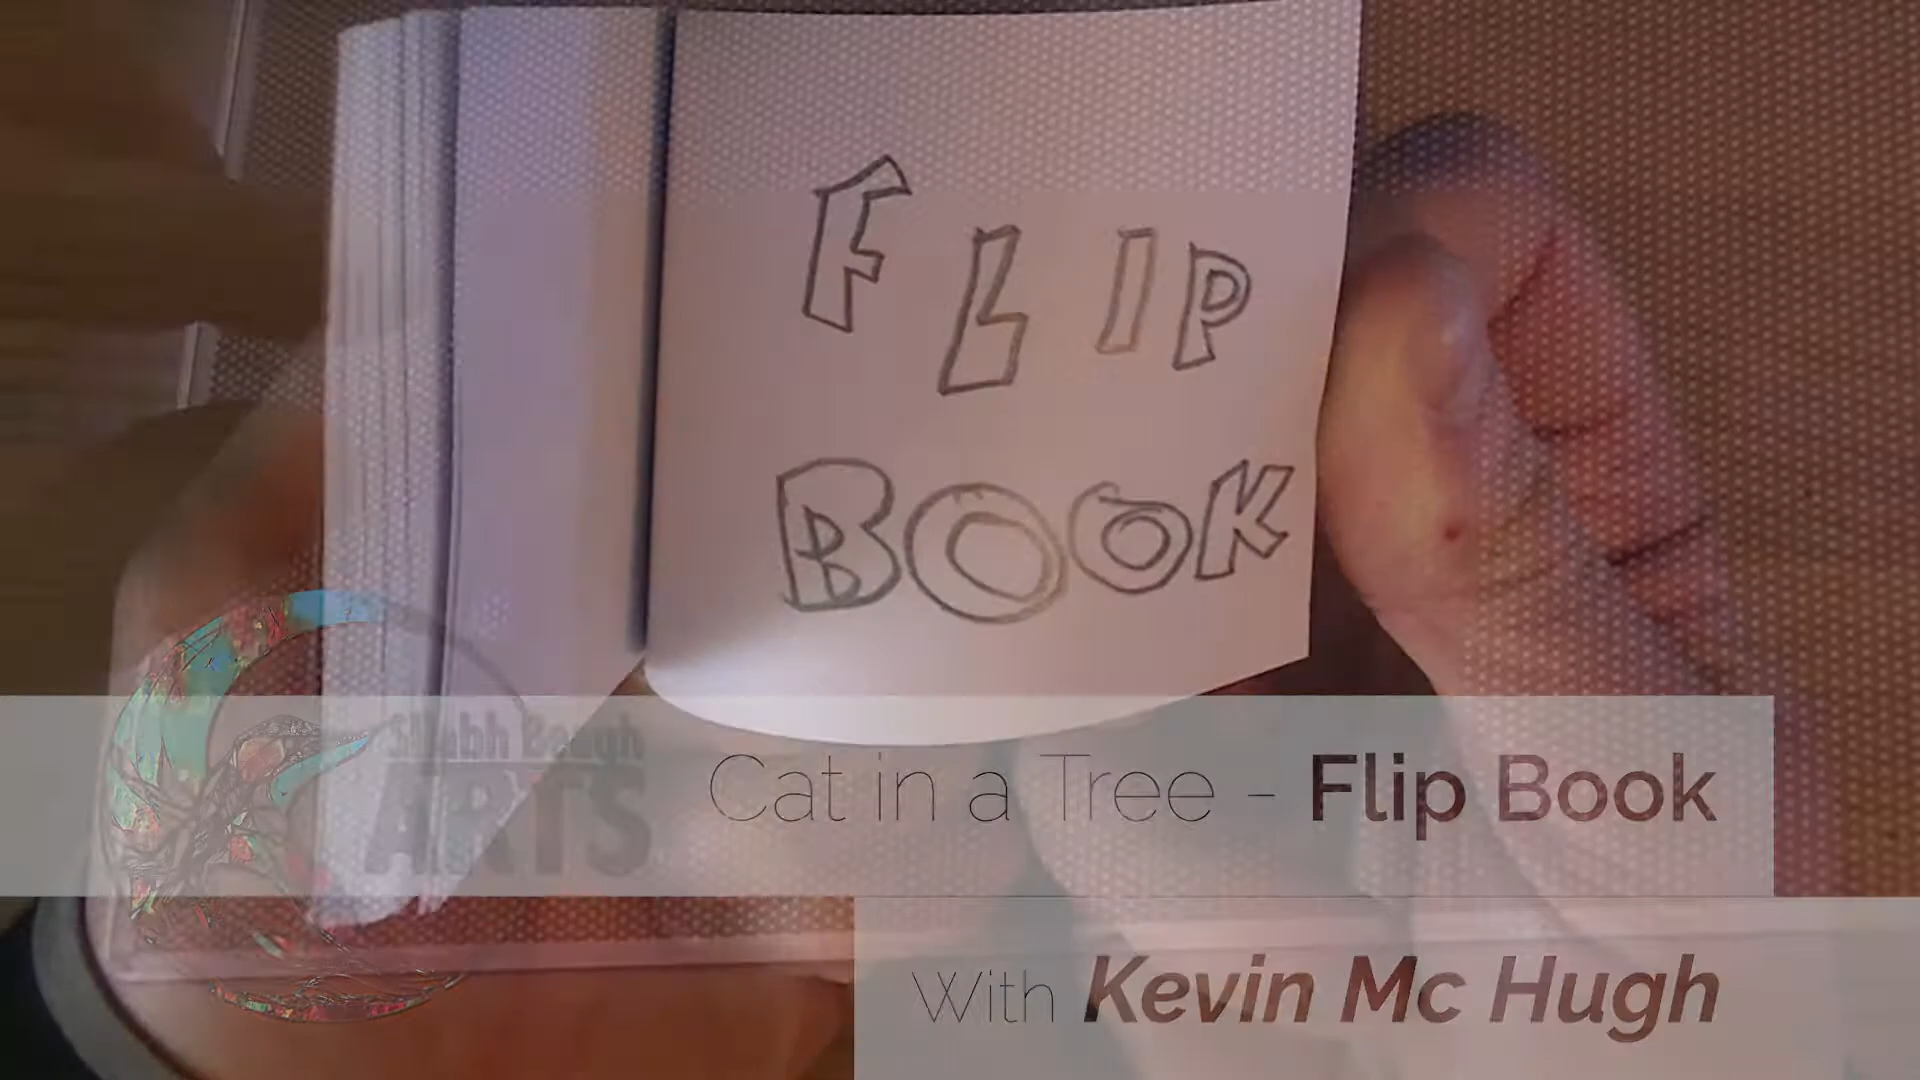 FLIP
BOOK
ARTS
Cat in a Tree - Flip Book
With Kevin Mc Hugh